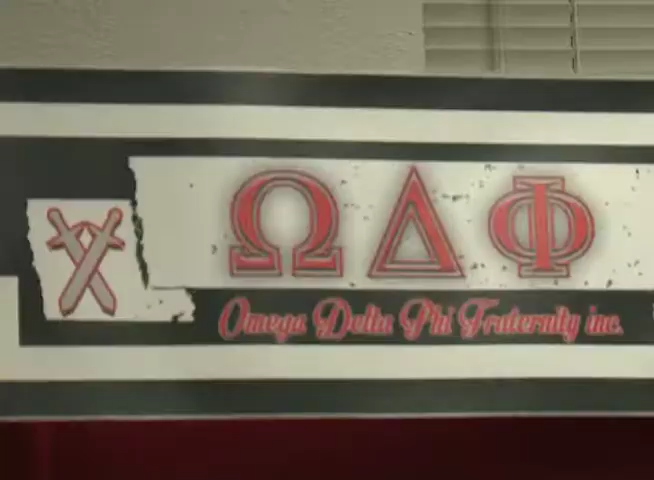 ΩΔΦ
Omega Delta Phi Fraternity inc.